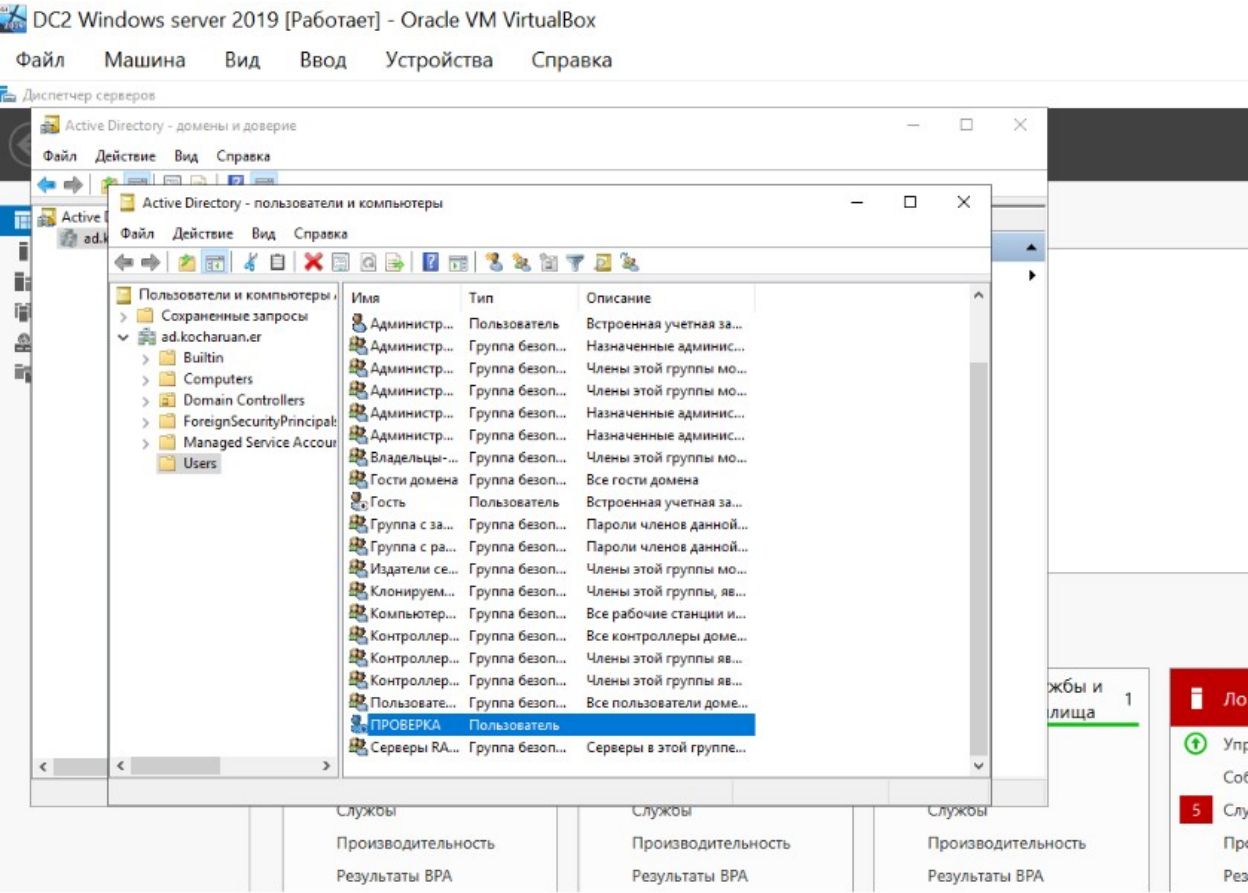 DC2 Windows server 2019 [Работает] - Oracle VM VirtualBox
Файл Машина Вид Ввод Устройства Справка
Диспетчер серверов
Active Directory - домены и доверие
Файл Действие Вид Справка
Active
ad.k
Active Directory - пользователи и компьютеры
Файл Действие Вид Справка
Пользователи и компьютеры
Сохраненные запросы
ad.kocharuan.er
Builtin
Computers
Domain Controllers
ForeignSecurityPrincipals
Managed Service Accour
Users
Имя Тип Описание
Администр... Пользователь Встроенная учетная за...
Администр... Группа безоп... Назначенные админис...
Администр... Группа безоп... Члены этой группы мо...
Администр... Группа безоп... Члены этой группы мо...
Администр... Группа безоп... Назначенные админис...
Администр... Группа безоп... Назначенные админис...
Владельцы-... Группа безоп... Члены этой группы мо...
Гости домена Группа безоп... Все гости домена
Гость Пользователь Встроенная учетная за...
Группа с за... Группа безоп... Пароли членов данной...
Группа с ра... Группа безоп... Пароли членов данной...
Издатели се... Группа безоп... Члены этой группы мо...
Клонируем... Группа безоп... Члены этой группы, яв...
Компьютер... Группа безоп... Все рабочие станции и...
Контроллер... Группа безоп... Все контроллеры доме...
Контроллер... Группа безоп... Члены этой группы яв...
Контроллер... Группа безоп... Члены этой группы яв...
Пользовате... Группа безоп... Все пользователи доме...
ПРОВЕРКА Пользователь
Серверы RA... Группа безоп... Серверы в этой группе...
жбы и
лища 1
Ло
Упр
Соб
5 Слу
Про
Рез
Службы Службы Службы
Производительность Производительность Производительность
Результаты BPA Результаты BPA Результаты BPA